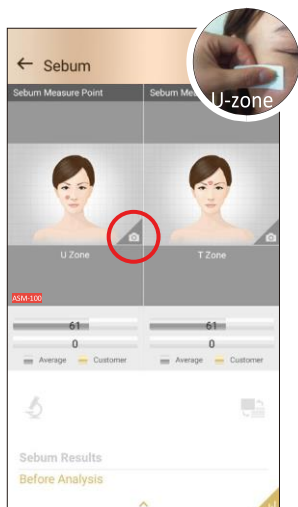 ← Sebum
U-zone
Sebum Measure Point
Sebum Me
U Zone
T Zone
ASM-100
61
61
0
0
Average
Customer
Average
Customer
Sebum Results
Before Analysis